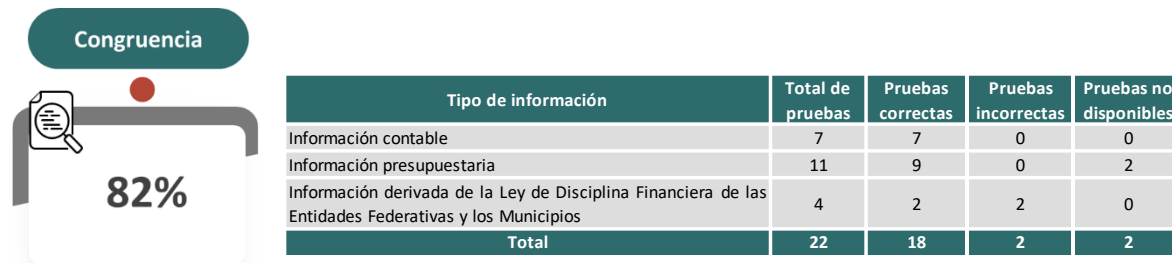 Congruencia
82%
Tipo de información Total de pruebas Pruebas correctas Pruebas incorrectas Pruebas no disponibles
Información contable 7 7 0 0
Información presupuestaria 11 9 0 2
Información derivada de la Ley de Disciplina Financiera de las
Entidades Federativas y los Municipios 4 2 2 0
Total 22 18 2 2